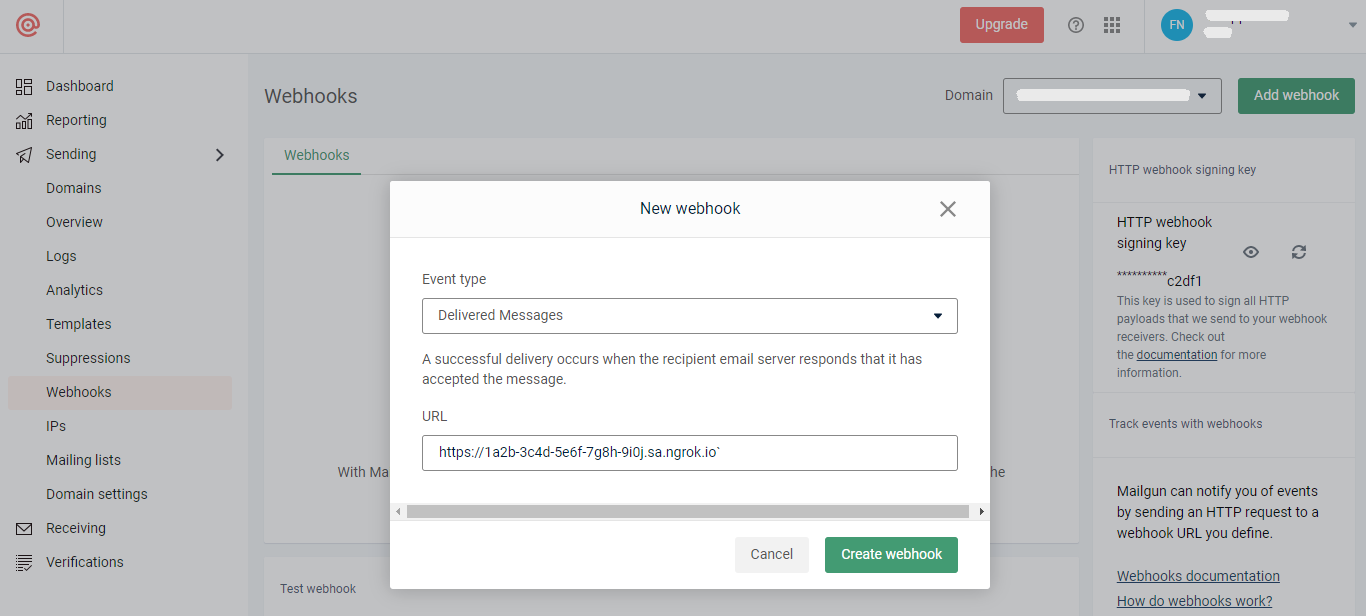 Upgrade
FN
Dashboard
Reporting
Sending
Domains
Overview
Logs
Analytics
Templates
Suppressions
Webhooks
IPs
Mailing lists
Domain settings
Receiving
Verifications
Webhooks
Domain
Add webhook
Webhooks
With Ma
he
Test webhook
New webhook
Event type
Delivered Messages
A successful delivery occurs when the recipient email server responds that it has
accepted the message.
URL
https://1a2b-3c4d-5e6f-7g8h-9i0j.sa.ngrok.io`
Cancel
Create webhook
HTTP webhook signing key
HTTP webhook
signing key
**********c2df1
This key is used to sign all HTTP
payloads that we send to your webhook
receivers. Check out
the documentation for more
information.
Track events with webhooks
Mailgun can notify you of events
by sending an HTTP request to a
webhook URL you define.
Webhooks documentation
How do webhooks work?